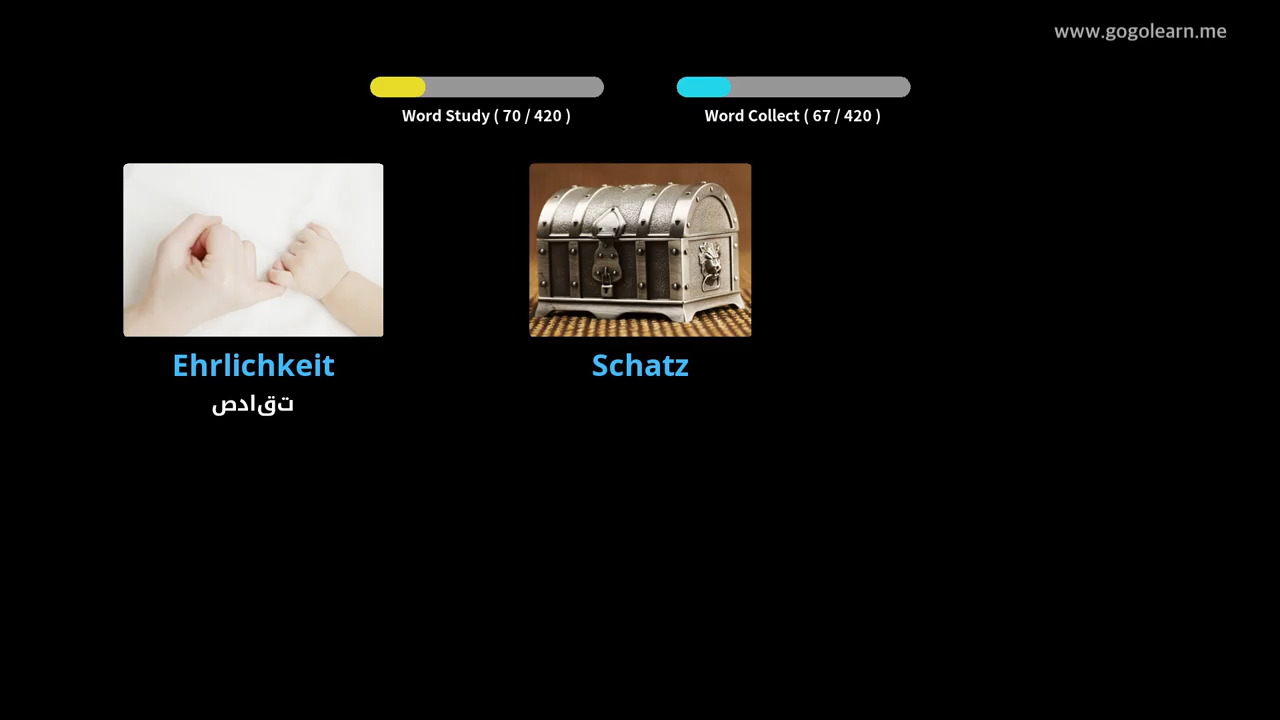 www.gogolearn.me
Word Study ( 70 / 420 )
Word Collect ( 67 / 420 )
Ehrlichkeit
Schatz
تقادص